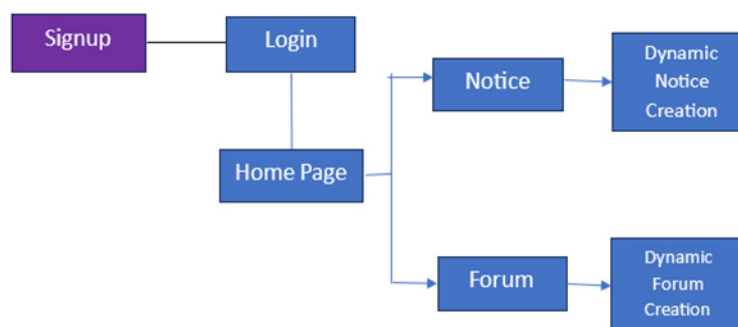 Signup
Login
Dynamic
Notice
Creation
Notice
Home Page
Forum
Dynamic
Forum
Creation